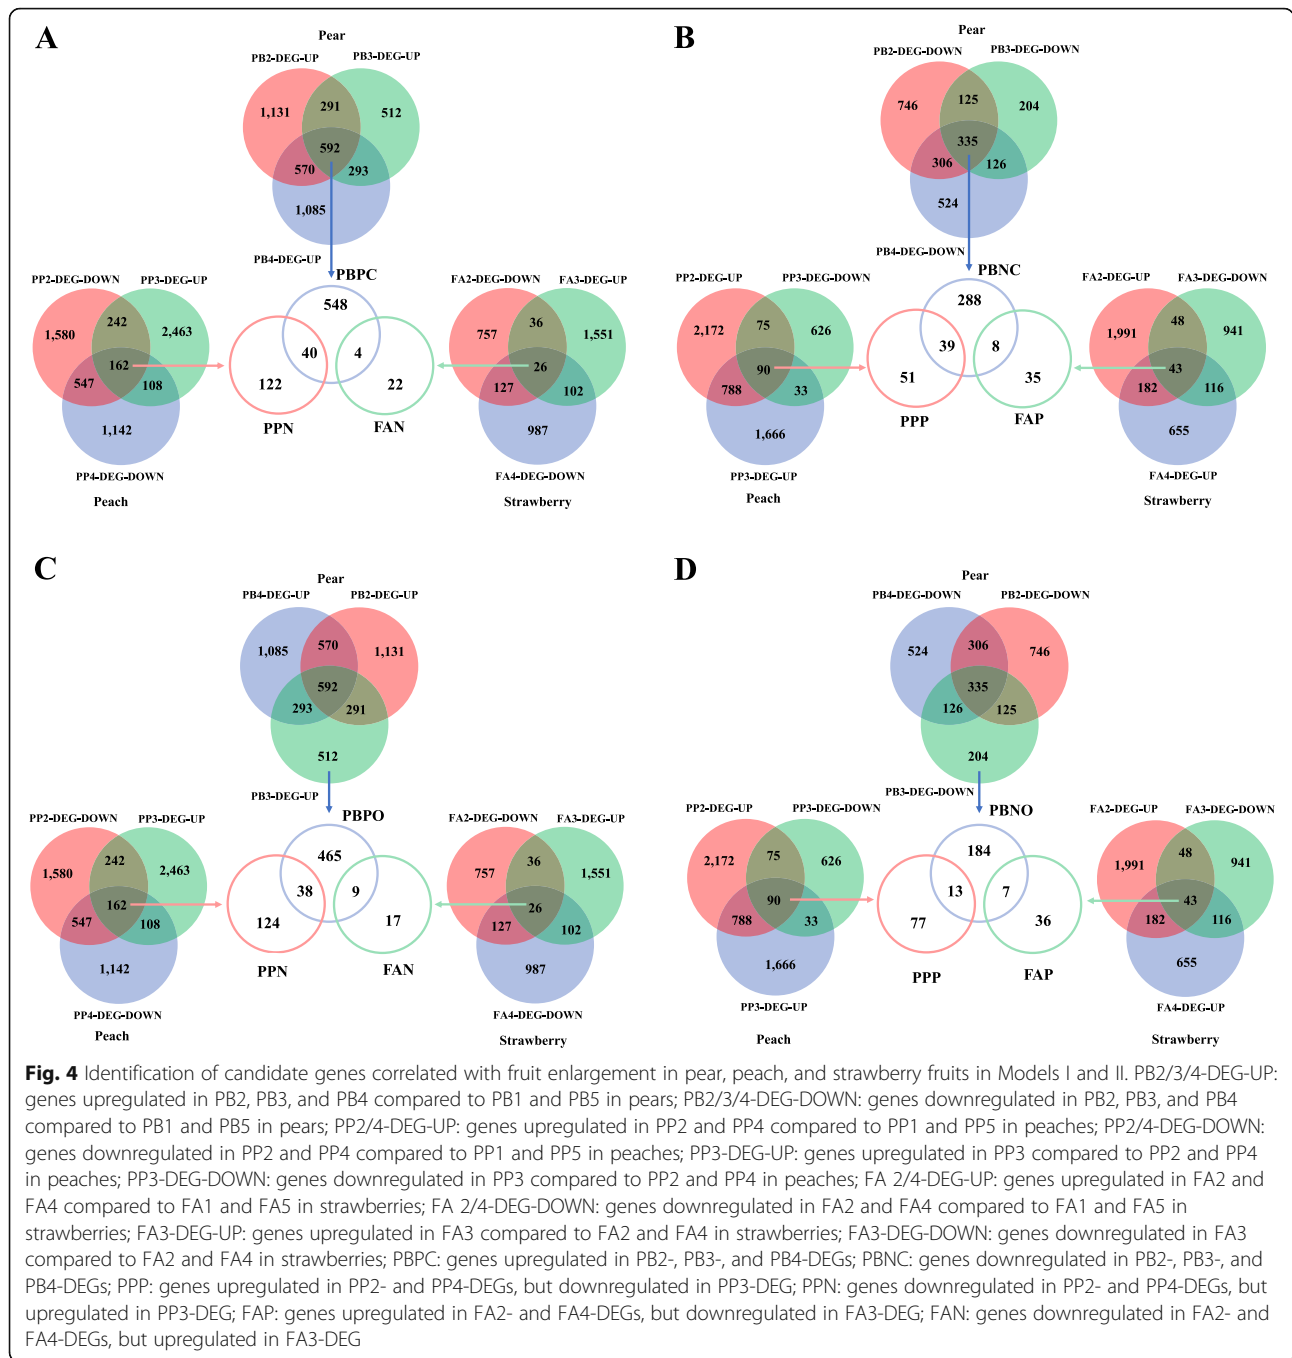 A
Pear
PB2-DEG-UP
PB3-DEG-UP
1,131
291
512
592
570
293
1,085
PB4-DEG-UP
PBPC
PP2-DEG-DOWN
PP3-DEG-UP
1,580
242
2,463
162
547
108
1,142
PP4-DEG-DOWN
Peach
548
40
4
122
22
PPN
FAN
FA2-DEG-DOWN
FA3-DEG-UP
757
36
1,551
26
127
102
987
FA4-DEG-DOWN
Strawberry
B
Pear
PB2-DEG-DOWN
PB3-DEG-DOWN
746
125
204
335
306
126
524
PB4-DEG-DOWN
PBNC
PP2-DEG-UP
PP3-DEG-DOWN
2,172
75
626
90
788
33
1,666
PP3-DEG-UP
Peach
288
39
8
51
35
PPP
FAP
FA2-DEG-UP
FA3-DEG-DOWN
1,991
48
941
43
182
116
655
FA4-DEG-UP
Strawberry
C
Pear
PB4-DEG-UP
PB2-DEG-UP
1,085
570
1,131
592
293
291
512
PB3-DEG-UP
PBPO
PP2-DEG-DOWN
PP3-DEG-UP
1,580
242
2,463
162
547
108
1,142
PP4-DEG-DOWN
Peach
465
38
9
124
17
PPN
FAN
FA2-DEG-DOWN
FA3-DEG-UP
757
36
1,551
26
127
102
987
FA4-DEG-DOWN
Strawberry
D
Pear
PB4-DEG-DOWN
PB2-DEG-DOWN
524
306
746
335
126
125
204
PB3-DEG-DOWN
PBNO
PP2-DEG-UP
PP3-DEG-DOWN
2,172
75
626
90
788
33
1,666
PP3-DEG-UP
Peach
184
13
7
77
36
PPP
FAP
FA2-DEG-UP
FA3-DEG-DOWN
1,991
48
941
43
182
116
655
FA4-DEG-UP
Strawberry
Fig. 4 Identification of candidate genes correlated with fruit enlargement in pear, peach, and strawberry fruits in Models I and II. PB2/3/4-DEG-UP:
genes upregulated in PB2, PB3, and PB4 compared to PB1 and PB5 in pears; PB2/3/4-DEG-DOWN: genes downregulated in PB2, PB3, and PB4
compared to PB1 and PB5 in pears; PP2/4-DEG-UP: genes upregulated in PP2 and PP4 compared to PP1 and PP5 in peaches; PP2/4-DEG-DOWN:
genes downregulated in PP2 and PP4 compared to PP1 and PP5 in peaches; PP3-DEG-UP: genes upregulated in PP3 compared to PP2 and PP4
in peaches; PP3-DEG-DOWN: genes downregulated in PP3 compared to PP2 and PP4 in peaches; FA 2/4-DEG-UP: genes upregulated in FA2 and
FA4 compared to FA1 and FA5 in strawberries; FA 2/4-DEG-DOWN: genes downregulated in FA2 and FA4 compared to FA1 and FA5 in
strawberries; FA3-DEG-UP: genes upregulated in FA3 compared to FA2 and FA4 in strawberries; FA3-DEG-DOWN: genes downregulated in FA3
compared to FA2 and FA4 in strawberries; PBPC: genes upregulated in PB2-, PB3-, and PB4-DEGs; PBNC: genes downregulated in PB2-, PB3-, and
PB4-DEGs; PPP: genes upregulated in PP2- and PP4-DEGs, but downregulated in PP3-DEG; PPN: genes downregulated in PP2- and PP4-DEGs, but
upregulated in PP3-DEG; FAP: genes upregulated in FA2- and FA4-DEGs, but downregulated in FA3-DEG; FAN: genes downregulated in FA2- and
FA4-DEGs, but upregulated in FA3-DEG